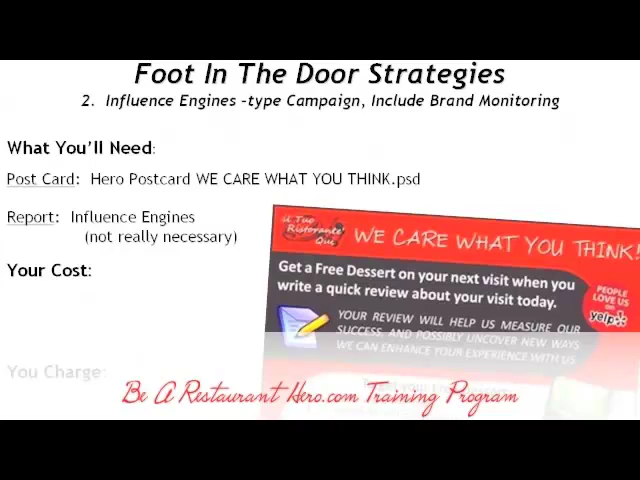 Foot In The Door Strategies
2. Influence Engines -type Campaign, Include Brand Monitoring
What You'll Need:
Post Card: Hero Postcard WE CARE WHAT YOU THINK.psd
Report: Influence Engines
(not really necessary)
Your Cost:
You Charge:
il Tuo
Ristorante
Qui
WE CARE WHAT YOU THINK!
Get a Free Dessert on your next visit when you
write a quick review about your visit today.
PEOPLE
LOVE US
on
yelp
YOUR REVIEW WILL HELP US MEASURE OUR
SUCCESS, AND POSSIBLY UNCOVER NEW WAYS
WE CAN ENHANCE YOUR EXPERIENCE WITH US
Be A Restaurant Hero.com Training Program